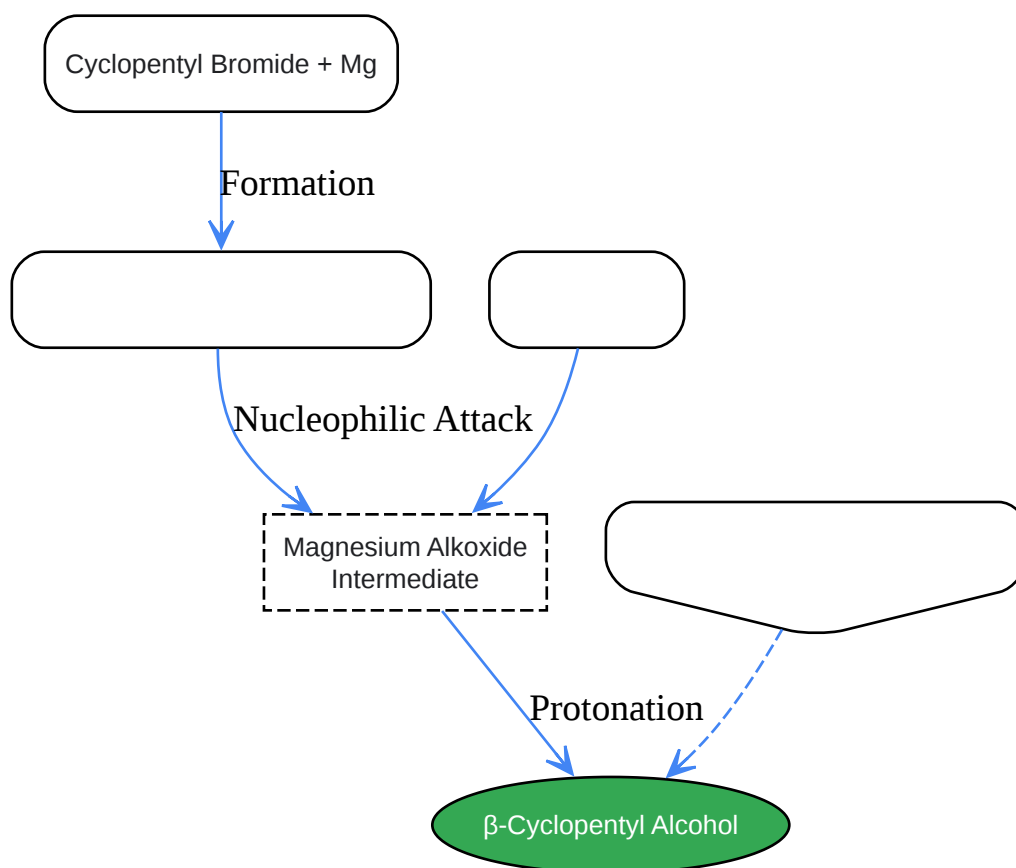 Cyclopentyl Bromide + Mg
Formation
Nucleophilic Attack
Magnesium Alkoxide
Intermediate
Protonation
β-Cyclopentyl Alcohol